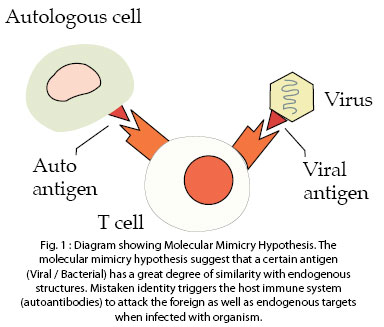 Autologous cell
Virus
Auto
antigen
Viral
antigen
T cell
Fig. 1 : Diagram showing Molecular Mimicry Hypothesis. The
molecular mimicry hypothesis suggest that a certain antigen
(Viral / Bacterial) has a great degree of similarity with endogenous
structures. Mistaken identity triggers the host immune system
(autoantibodies) to attack the foreign as well as endogenous targets
when infected with organism.